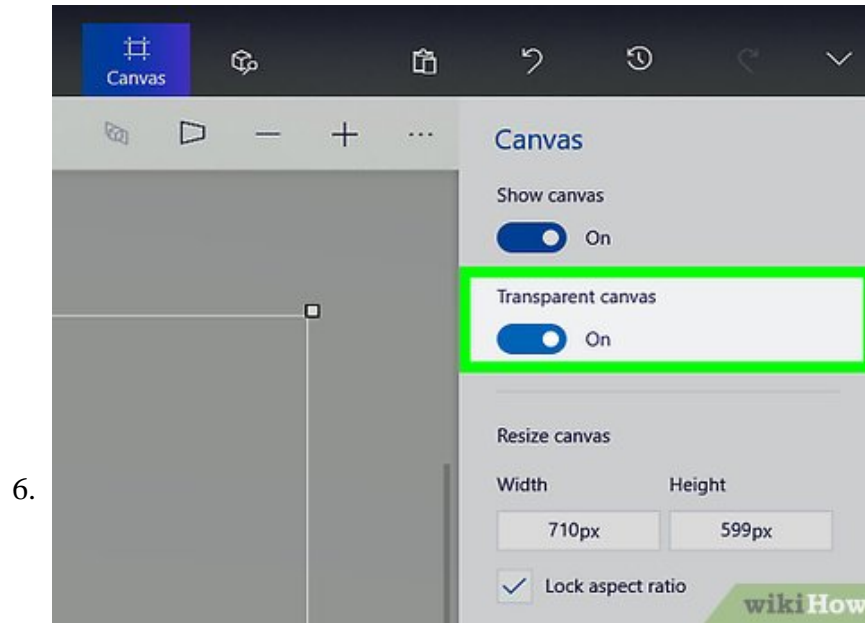 Canvas
...
Canvas
Show canvas
On
Transparent canvas
On
Resize canvas
6.
Width Height
710px 599px
Lock aspect ratio
wikiHow